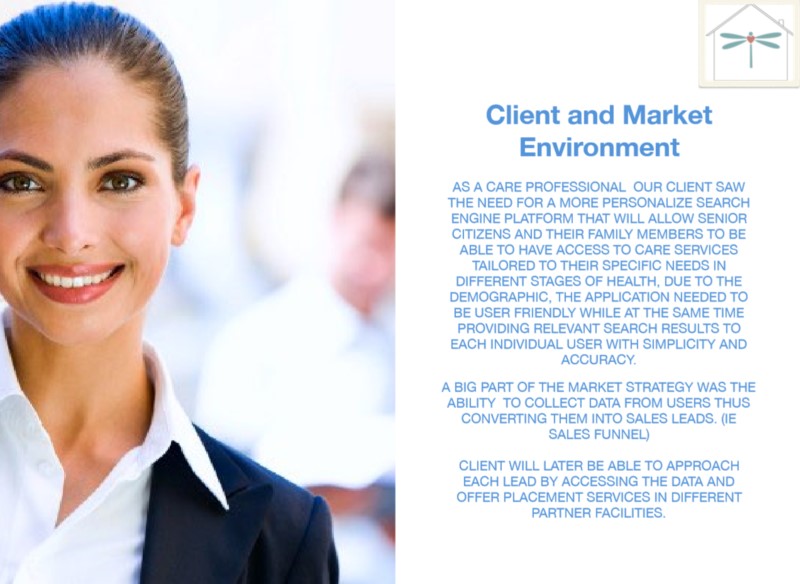 Client and Market
Environment
AS A CARE PROFESSIONAL  OUR CLIENT SAW
THE NEED FOR A MORE PERSONALIZE SEARCH
ENGINE PLATFORM THAT WILL ALLOW SENIOR
CITIZENS AND THEIR FAMILY MEMBERS TO BE
ABLE TO HAVE ACCESS TO CARE SERVICES
TAILORED TO THEIR SPECIFIC NEEDS IN
DIFFERENT STAGES OF HEALTH, DUE TO THE
DEMOGRAPHIC, THE APPLICATION NEEDED TO
BE USER FRIENDLY WHILE AT THE SAME TIME
PROVIDING RELEVANT SEARCH RESULTS TO
EACH INDIVIDUAL USER WITH SIMPLICITY AND
ACCURACY.
A BIG PART OF THE MARKET STRATEGY WAS THE
ABILITY  TO COLLECT DATA FROM USERS THUS
CONVERTING THEM INTO SALES LEADS. (IE
SALES FUNNEL)
CLIENT WILL LATER BE ABLE TO APPROACH
EACH LEAD BY ACCESSING THE DATA AND
OFFER PLACEMENT SERVICES IN DIFFERENT
PARTNER FACILITIES.